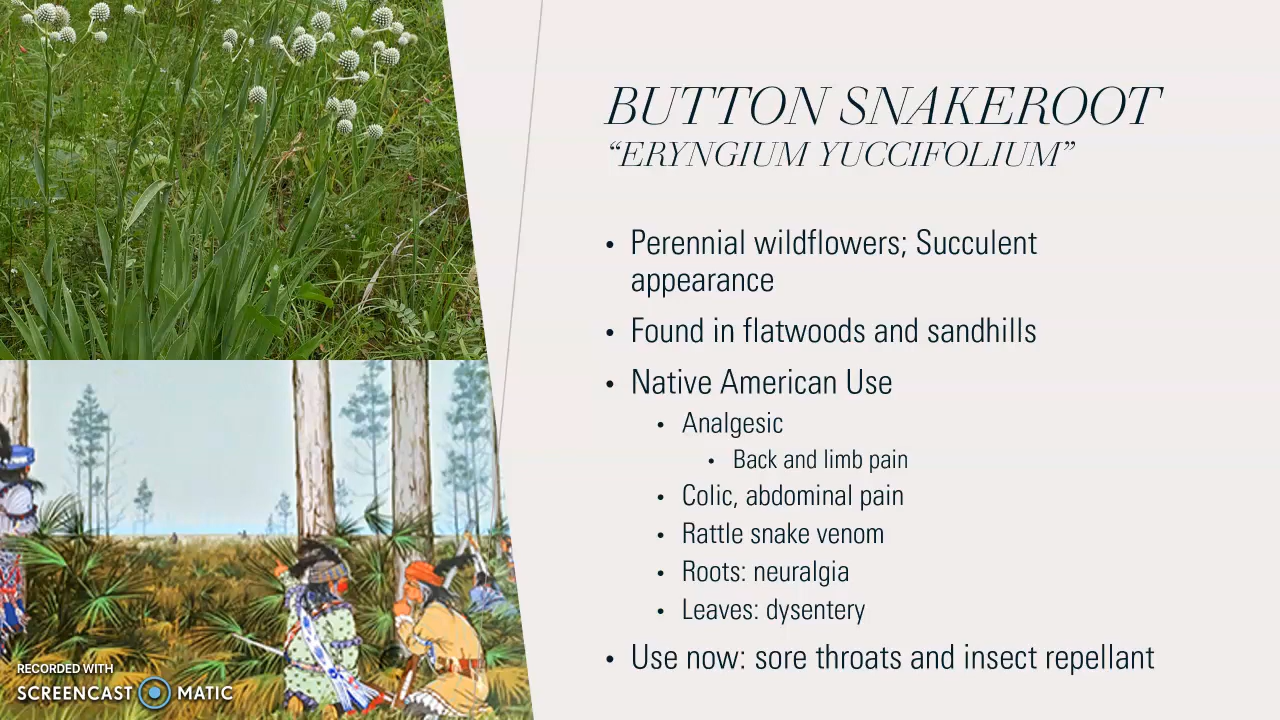 BUTTON SNAKEROOT
“ERYNGIUM YUCCIFOLIUM”
• Perennial wildflowers; Succulent
appearance
• Found in flatwoods and sandhills
• Native American Use
• Analgesic
• Back and limb pain
• Colic, abdominal pain
• Rattle snake venom
• Roots: neuralgia
• Leaves: dysentery
• Use now: sore throats and insect repellant
RECORDED WITH
SCREENCAST MATIC